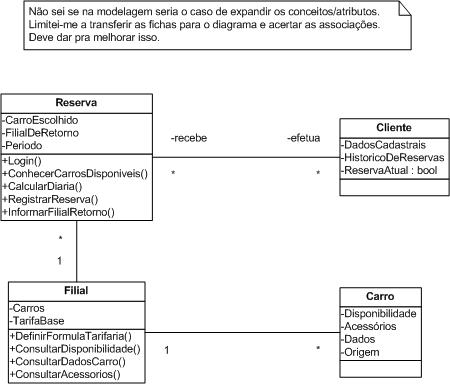 Não sei se na modelagem seria o caso de expandir os conceitos/atributos.
Limitei-me a transferir as fichas para o diagrama e acertar as associações.
Deve dar pra melhorar isso.
Reserva
-CarroEscolhido
-FilialDeRetorno
-Periodo
+Login()
+ConhecerCarrosDisponiveis()
+CalcularDiaria()
+RegistrarReserva()
+InformarFilialRetorno()
-recebe
-efetua
*
*
Cliente
-DadosCadastrais
-HistoricoDeReservas
-ReservaAtual : bool
*
1
Filial
-Carros
-TarifaBase
+DefinirFormulaTarifaria()
+ConsultarDisponibilidade()
+ConsultarDadosCarro()
+ConsultarAcessorios()
1
*
Carro
-Disponibilidade
-Acessórios
-Dados
-Origem